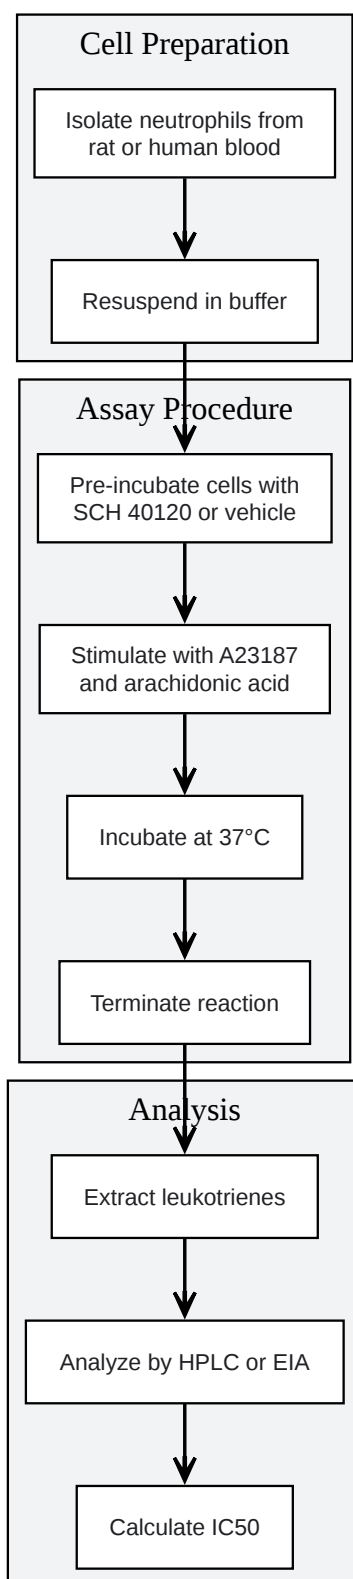 Cell Preparation
Isolate neutrophils from
rat or human blood
Resuspend in buffer
Assay Procedure
Pre-incubate cells with
SCH 40120 or vehicle
Stimulate with A23187
and arachidonic acid
Incubate at 37°C
Terminate reaction
Analysis
Extract leukotrienes
Analyze by HPLC or EIA
Calculate IC50